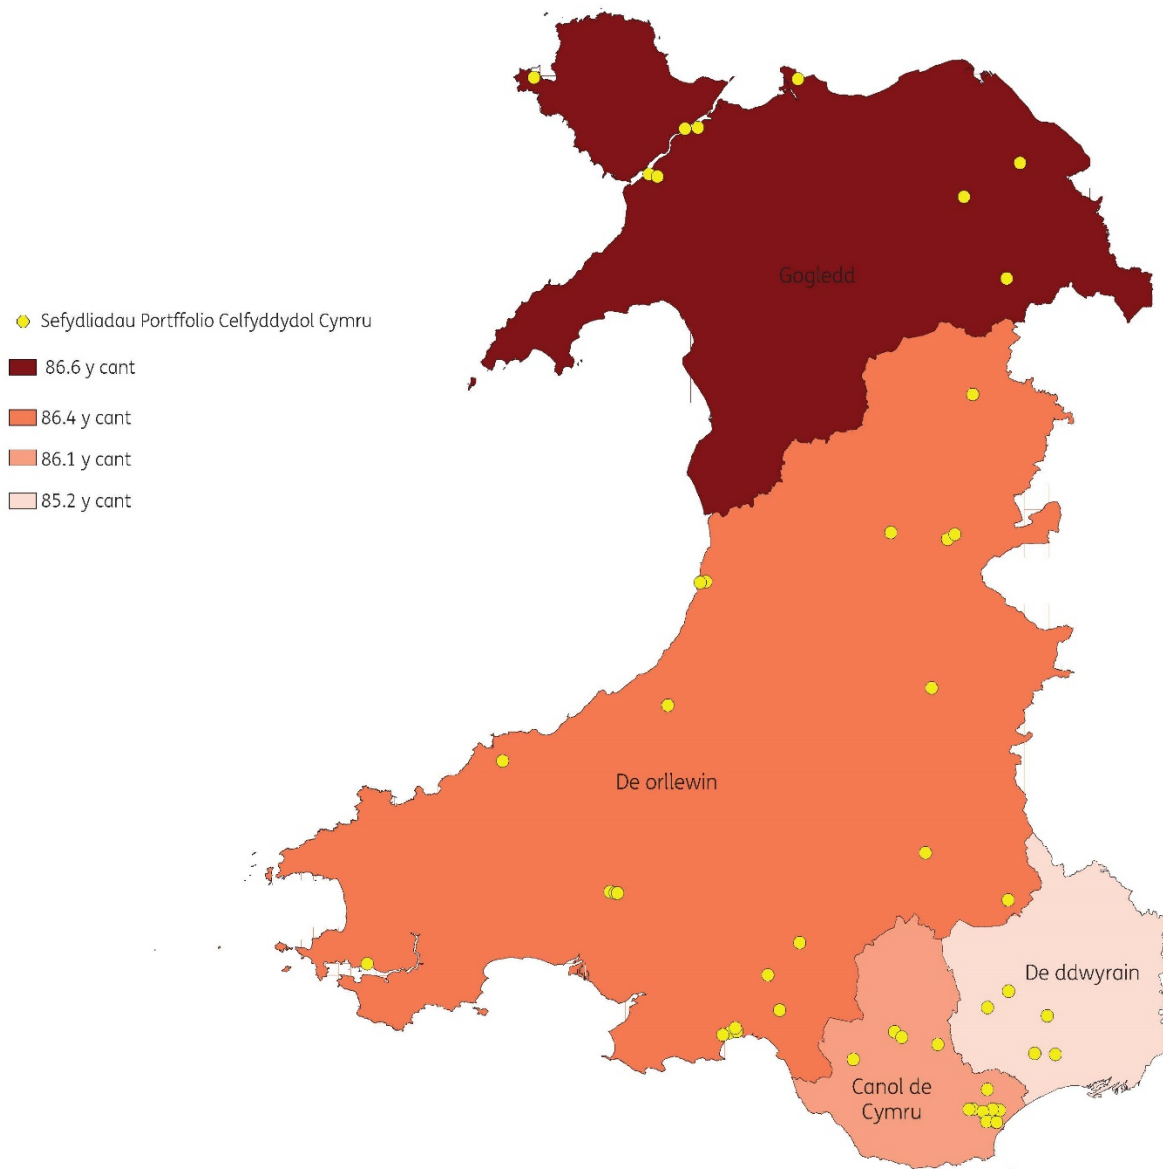 Gogledd
Sefydliadau Portffolio Celfyddydol Cymru
86.6 y cant
86.4 y cant
86.1 y cant
85.2 y cant
De orllewin
De ddwyrain
Canol de
Cymru